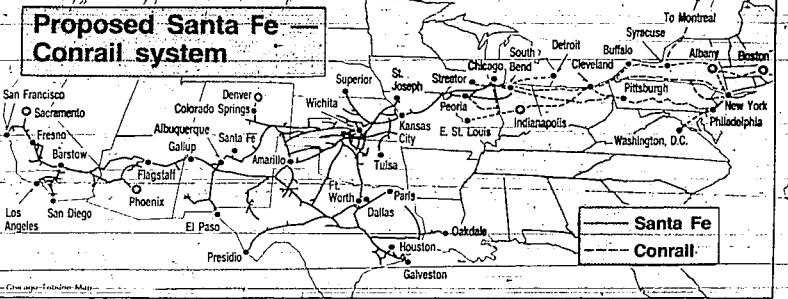 Proposed Santa Fe —
Conrail system
To Montreal
Syracuse
Albany
Boston
Buffalo
Detroit
Cleveland
South
Bend
Chicago
Streator
Peoria
E. St. Louis
Indianapolis
Pittsburgh
New York
Philadelphia
Washington, D.C.
St.
Joseph
Kansas
City
Superior
Wichita
Denver
Colorado Springs
Tulsa
San Francisco
Sacramento
Fresno
Barstow
Los
Angeles
San Diego
Flagstaff
Phoenix
Gallup
Albuquerque
Santa Fe
Amarillo
El Paso
Presidio
Ft.
Worth
Dallas
Paris
Houston
Galveston
Oakdale
Santa Fe
Conrail
Chicago Tribune Map